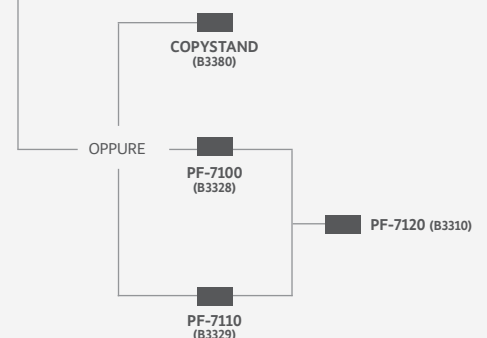 COPYSTAND
(B3380)
OPPURE
PF-7100
(B3328)
PF-7120 (B3310)
PF-7110
(B3329)